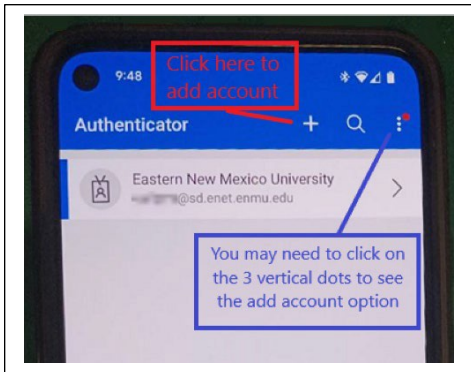 9:48
Click here to
add account
Authenticator
Eastern New Mexico University
@sd.enet.enmu.edu
You may need to click on
the 3 vertical dots to see
the add account option